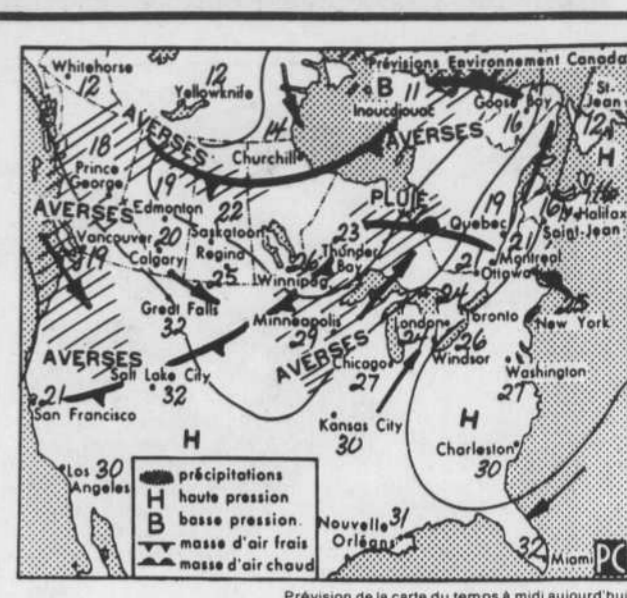 Prévisions Environnement Canada
Whitehorse
12
12
Yellowknife
B
11
Inoucdjouac
Goose Bay
16
St-Jean
12
H
AVERSES
14
Churchill
AVERSES
18
Prince George
19
AVERSES
Edmonton
22
PLUIE
19
Quebec
Halifax
Saint-Jean
Vancouver
19
20
Calgary
Saskatoon
Regina
25
26
Winnipeg
23
Thunder Bay
21
Ottawa
21
Montreal
Great Falls
32
Minneapolis
29
24
London
24
Toronto
25
New York
AVERSES
AVERSES
Chicago
27
26
Windsor
Salt Lake City
32
Washington
27
21
San Francisco
Kansas City
30
H
Charleston
30
H
Los Angeles
30
Nouvelle Orléans
31
32
Miami
précipitations
H haute pression
B basse pression.
masse d'air frais
masse d'air chaud
PC
Prévision de la carte du temps à midi aujourd'hui